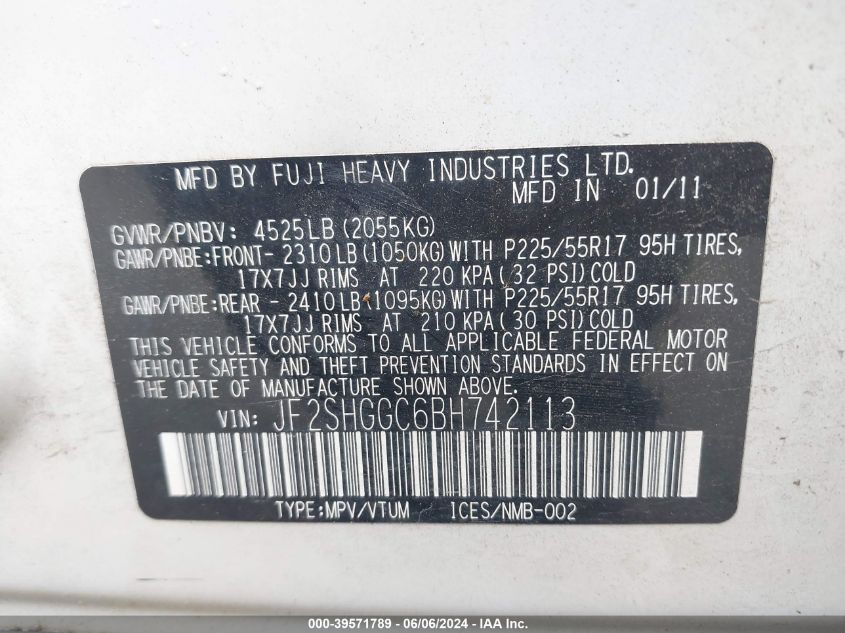 MFD BY FUJI HEAVY INDUSTRIES LTD.
MFD IN 01/11
GVWR/PNBV: 4525LB(2055KG)
GAWR/PNBE:FRONT- 2310LB(1050KG)WITH P225/55R17 95H TIRES,
17X7JJ RIMS AT 220 KPA(32 PSI)COLD
GAWR/PNBE:REAR - 2410LB(1095KG)WITH P225/55R17 95H TIRES,
17X7JJ RIMS AT 210 KPA(30 PSI)COLD
THIS VEHICLE CONFORMS TO ALL APPLICABLE FEDERAL MOTOR
VEHICLE SAFETY AND THEFT PREVENTION STANDARDS IN EFFECT ON
THE DATE OF MANUFACTURE SHOWN ABOVE.
VIN: JF2SHGGC6BH742113
TYPE:MPV/VTUM ICES/NMB-002
000-39571789 - 06/06/2024 - IAA Inc.